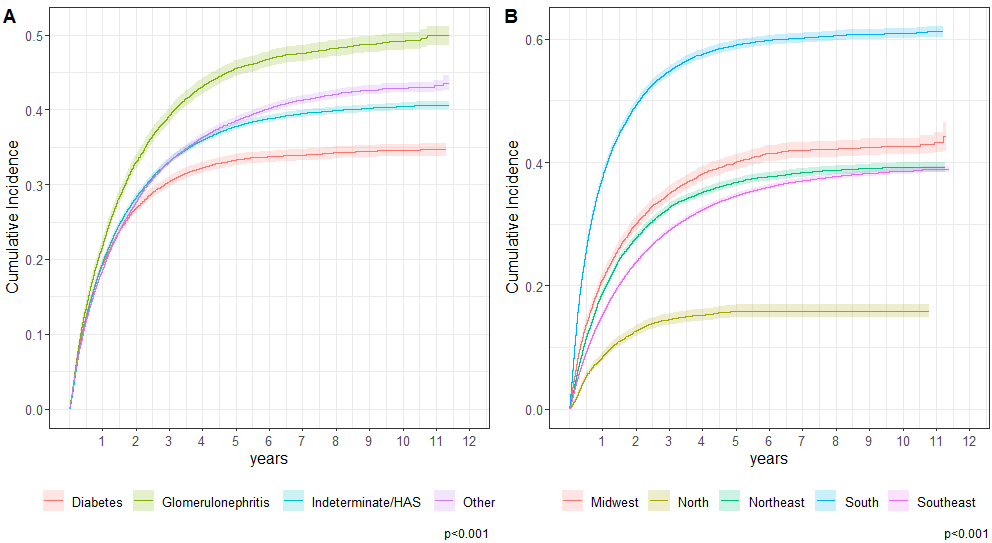 A
Cumulative Incidence
0.5
0.4
0.3
0.2
0.1
0.0
1 2 3 4 5 6 7 8 9 10 11 12
years
Diabetes Glomerulonephritis Indeterminate/HAS Other
p<0.001
B
Cumulative Incidence
0.6
0.4
0.2
0.0
1 2 3 4 5 6 7 8 9 10 11 12
years
Midwest North Northeast South Southeast
p<0.001